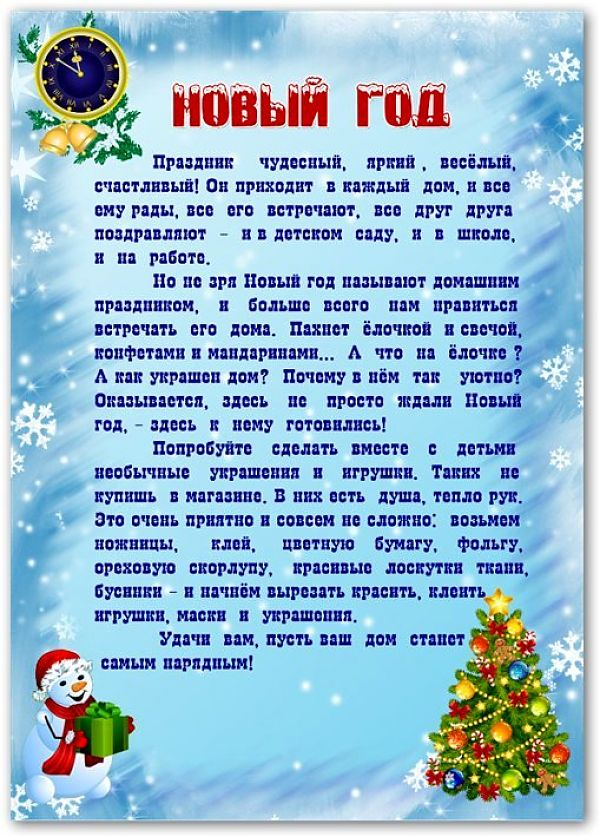 XII
XI
X
IX
VIII
VII
VI
V
НОВЫЙ ГОД
Праздник чудесный, яркий , весёлый,
счастливый! Он приходит в каждый дом, и все
ему рады, все его встречают, все друг друга
поздравляют – и в детском саду, и в школе,
и на работе.
Но не зря Новый год называют домашним
праздником, и больше всего нам нравиться
встречать его дома. Пахнет ёлочкой и свечой,
конфетами и мандаринами... А что на ёлочке ?
А как украшен дом? Почему в нём так уютно?
Оказывается, здесь не просто ждали Новый
год, – здесь к нему готовились!
Попробуйте сделать вместе с детьми
необычные украшения и игрушки. Таких не
купишь в магазине. В них есть душа, тепло рук.
Это очень приятно и совсем не сложно: возьмем
ножницы, клей, цветную бумагу, фольгу,
ореховую скорлупу, красивые лоскутки ткани,
бусинки – и начнём вырезать красить, клеить
игрушки, маски и украшения.
Удачи вам, пусть ваш дом станет
самым нарядным!